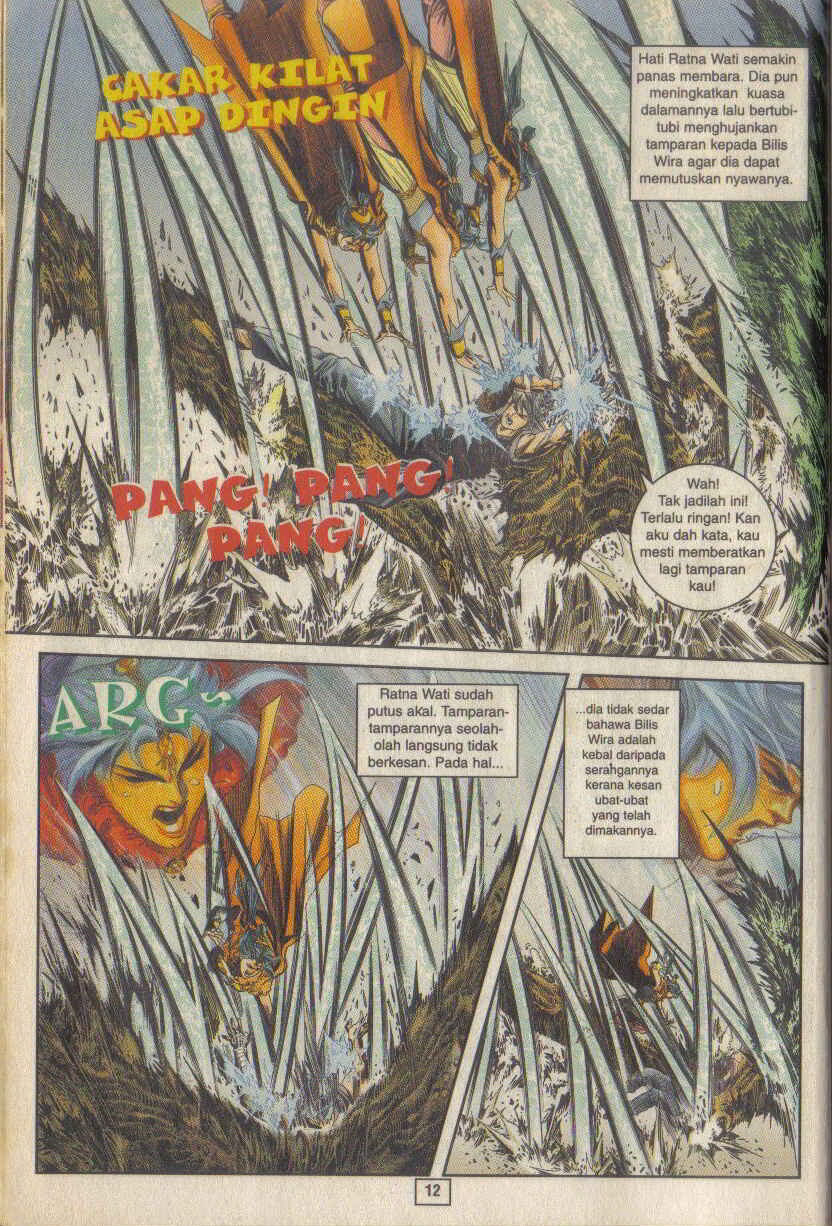 CAKAR KILAT
ASAP DINGIN
Hati Ratna Wati semakin
panas membara. Dia pun
meningkatkan kuasa
dalamannya lalu bertubi-
tubi menghujankan
tamparan kepada Bilis
Wira agar dia dapat
memutuskan nyawanya.
PANG! PANG!
PANG!
Wah!
Tak jadilah ini!
Terlalu ringan! Kan
aku dah kata, kau
mesti memberatkan
lagi tamparan
kau!
ARGS
Ratna Wati sudah
putus akal. Tamparan-
tamparannya seolah-
olah langsung tidak
berkesan. Pada hal...
...dia tidak sedar
bahawa Bilis
Wira adalah
kebal daripada
serangannya
kerana kesan
ubat-ubat
yang telah
dimakannya.
12